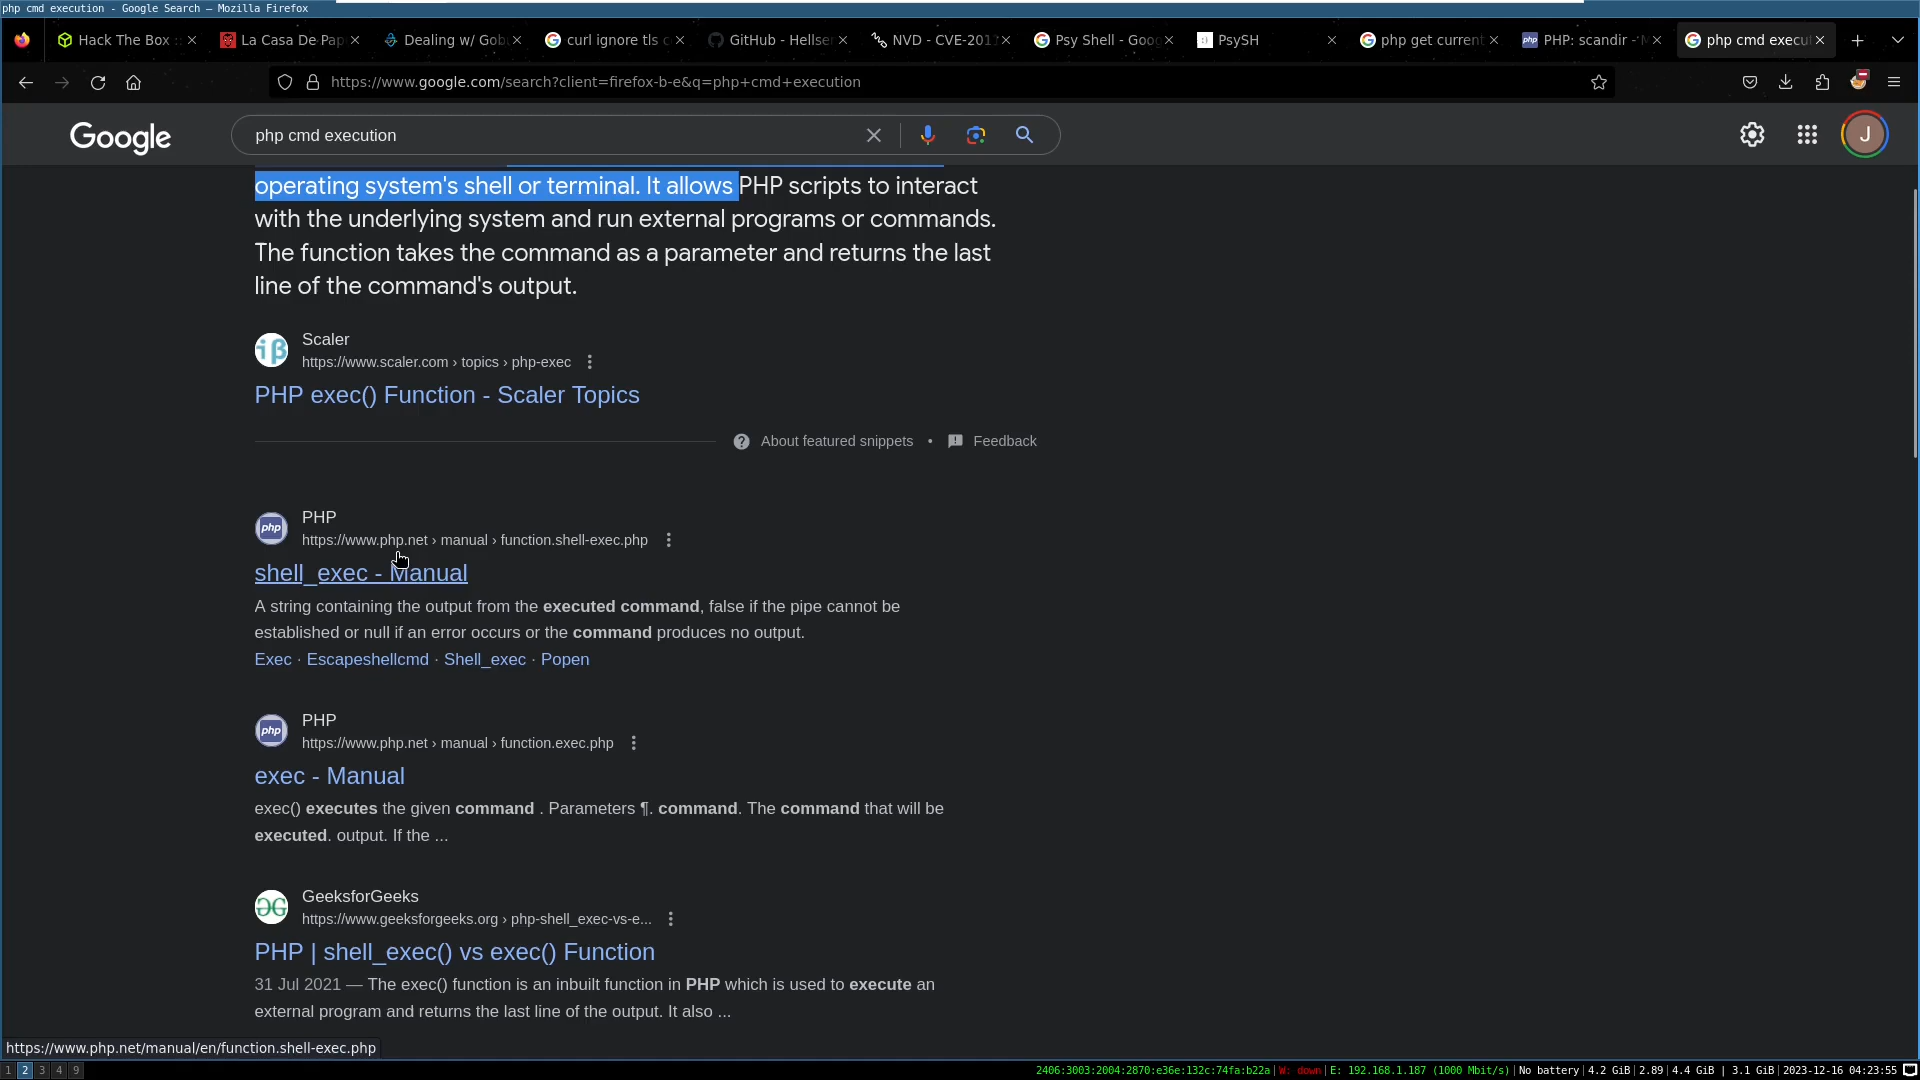 php cmd execution - Google Search — Mozilla Firefox
Hack The Box ::
La Casa De Pap
Dealing w/ Gob
curl ignore tls c
GitHub - Hellse
NVD - CVE-201
Psy Shell - Goo
PsySH
php get current
PHP: scandir - M
php cmd execut
https://www.google.com/search?client=firefox-b-e&q=php+cmd+execution
Google
php cmd execution
J
operating system's shell or terminal. It allows PHP scripts to interact
with the underlying system and run external programs or commands.
The function takes the command as a parameter and returns the last
line of the command's output.
Scaler
https://www.scaler.com › topics › php-exec
PHP exec() Function - Scaler Topics
About featured snippets • Feedback
PHP
php
https://www.php.net › manual › function.shell-exec.php
shell_exec - Manual
A string containing the output from the executed command, false if the pipe cannot be
established or null if an error occurs or the command produces no output.
Exec · Escapeshellcmd · Shell_exec · Popen
PHP
php
https://www.php.net › manual › function.exec.php
exec - Manual
exec() executes the given command . Parameters ¶. command. The command that will be
executed. output. If the ...
GeeksforGeeks
https://www.geeksforgeeks.org › php-shell_exec-vs-e...
PHP | shell_exec() vs exec() Function
31 Jul 2021 — The exec() function is an inbuilt function in PHP which is used to execute an
external program and returns the last line of the output. It also ...
https://www.php.net/manual/en/function.shell-exec.php
1 2 3 4 9
2406:3003:2004:2870:e36e:132c:74fa:b22a|W: down|E: 192.168.1.187 (1000 Mbit/s)|No battery|4.2 GiB|2.89|4.4 GiB | 3.1 GiB|2023-12-16 04:23:55